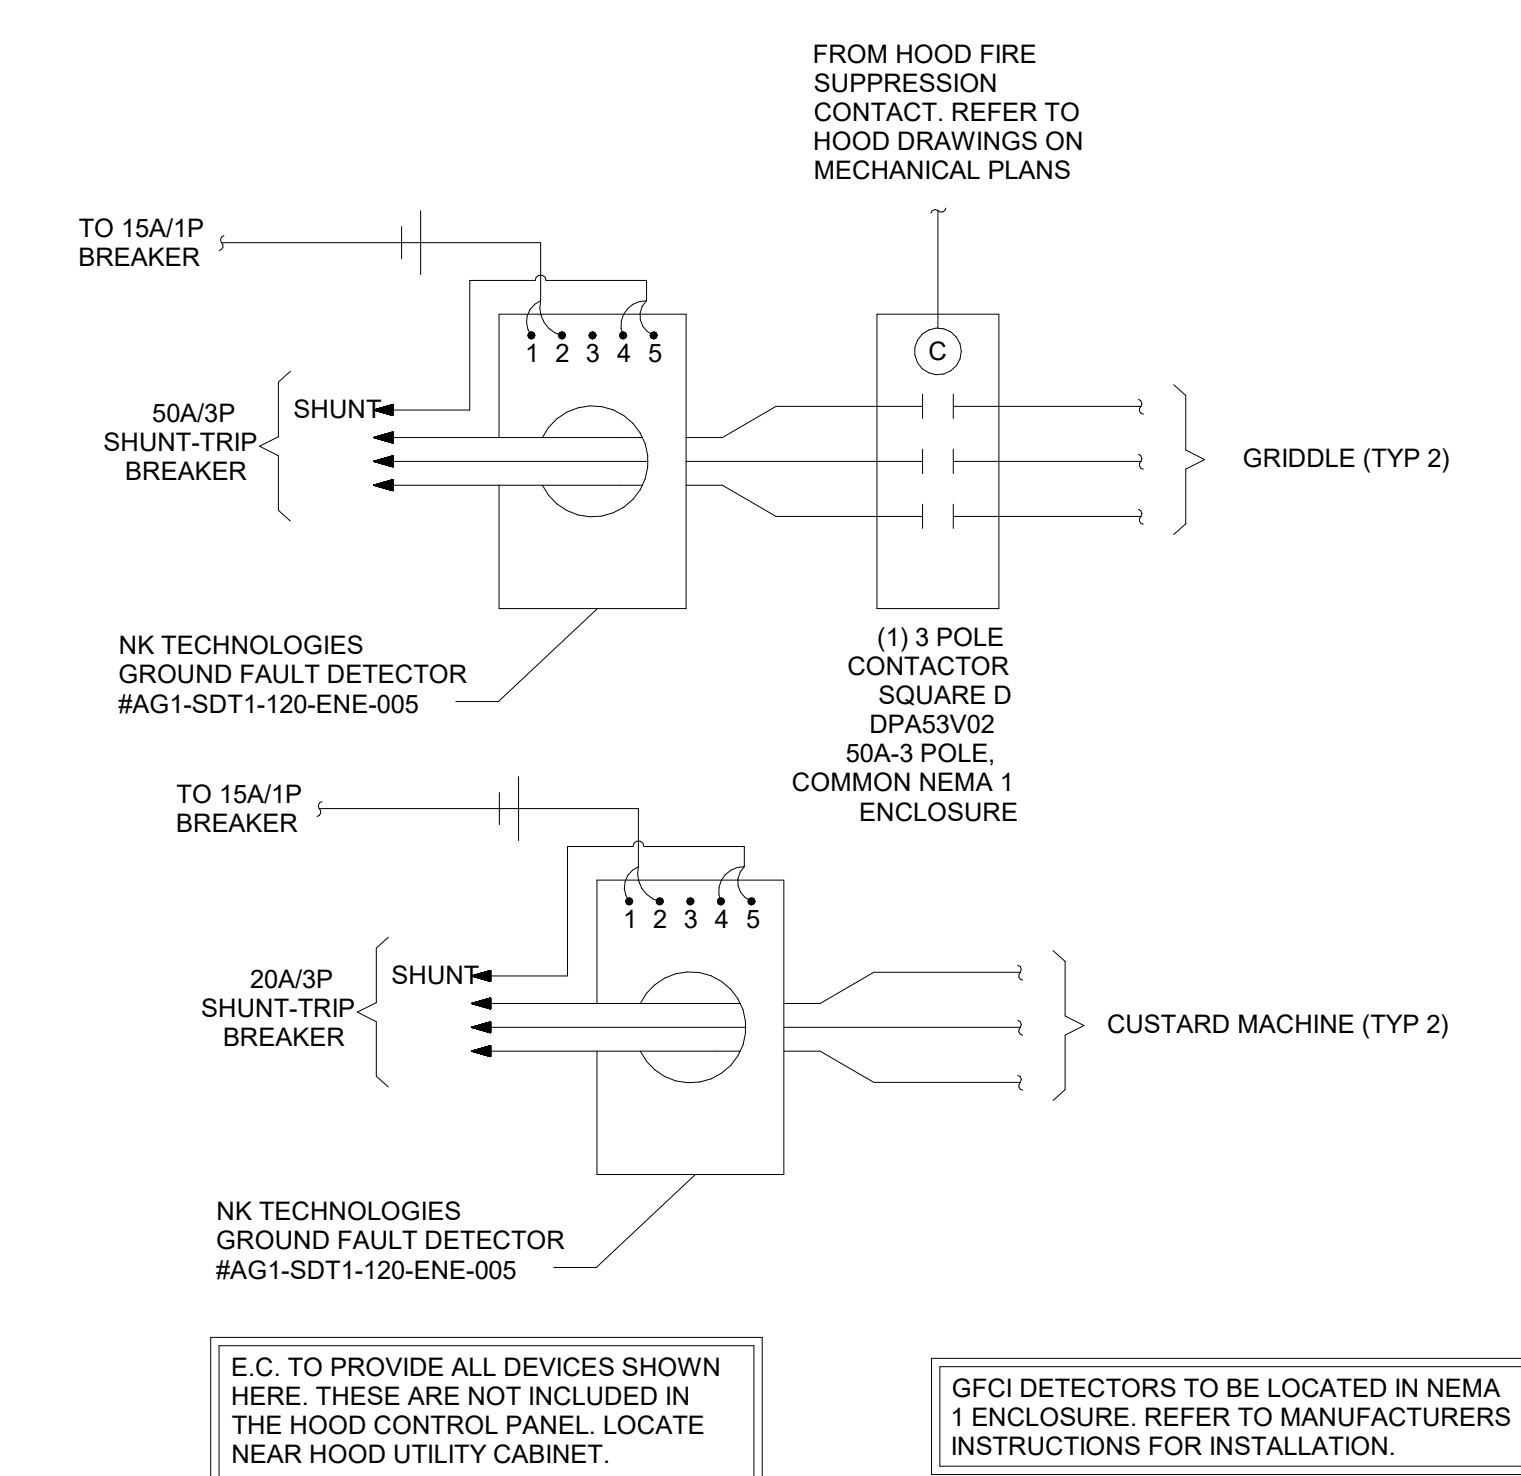 FROM HOOD FIRE
SUPPRESSION
CONTACT. REFER TO
HOOD DRAWINGS ON
MECHANICAL PLANS
TO 15A/1P
BREAKER
1 2 3 4 5
C
50A/3P
SHUNT-TRIP
BREAKER
SHUNT
GRIDDLE (TYP 2)
NK TECHNOLOGIES
GROUND FAULT DETECTOR
#AG1-SDT1-120-ENE-005
(1) 3 POLE
CONTACTOR
SQUARE D
DPA53V02
50A-3 POLE,
COMMON NEMA 1
ENCLOSURE
TO 15A/1P
BREAKER
1 2 3 4 5
20A/3P
SHUNT-TRIP
BREAKER
SHUNT
CUSTARD MACHINE (TYP 2)
NK TECHNOLOGIES
GROUND FAULT DETECTOR
#AG1-SDT1-120-ENE-005
E.C. TO PROVIDE ALL DEVICES SHOWN
HERE. THESE ARE NOT INCLUDED IN
THE HOOD CONTROL PANEL. LOCATE
NEAR HOOD UTILITY CABINET.
GFCI DETECTORS TO BE LOCATED IN NEMA
1 ENCLOSURE. REFER TO MANUFACTURERS
INSTRUCTIONS FOR INSTALLATION.